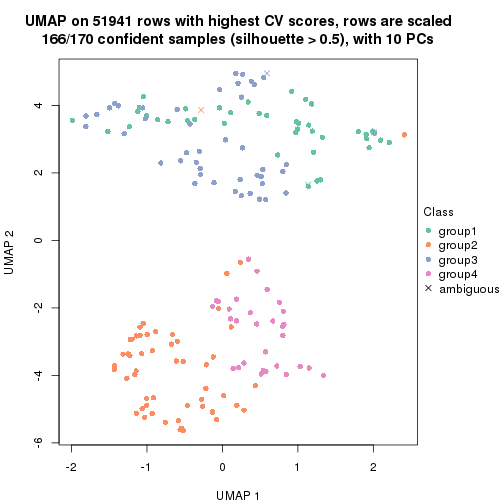 UMAP on 51941 rows with highest CV scores, rows are scaled
166/170 confident samples (silhouette > 0.5), with 10 PCs
4
2
0
-2
-4
-6
UMAP 2
-2
-1
0
1
2
UMAP 1
Class
group1
group2
group3
group4
ambiguous